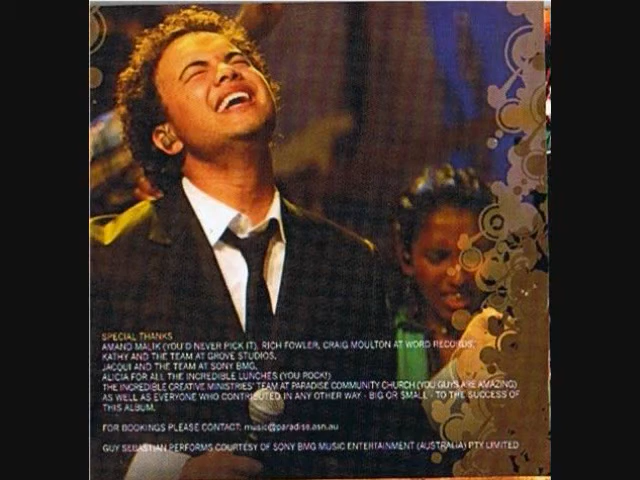 SPECIAL THANKS
AMAND MALIK (YOU'D NEVER PICK IT), RICH FOWLER, CRAIG MOULTON AT WORD RECORDS,
KATHY AND THE TEAM AT GROVE STUDIOS,
JACQUI AND THE TEAM AT SONY BMG,
ALICIA FOR ALL THE INCREDIBLE LUNCHES (YOU ROCK!)
THE INCREDIBLE CREATIVE MINISTRIES' TEAM AT PARADISE COMMUNITY CHURCH (YOU GUYS ARE AMAZING)
AS WELL AS EVERYONE WHO CONTRIBUTED IN ANY OTHER WAY - BIG OR SMALL - TO THE SUCCESS OF
THIS ALBUM.
FOR BOOKINGS PLEASE CONTACT: music@paradise.asn.au
GUY SEBASTIAN PERFORMS COURTESY OF SONY BMG MUSIC ENTERTAINMENT (AUSTRALIA) PTY LIMITED